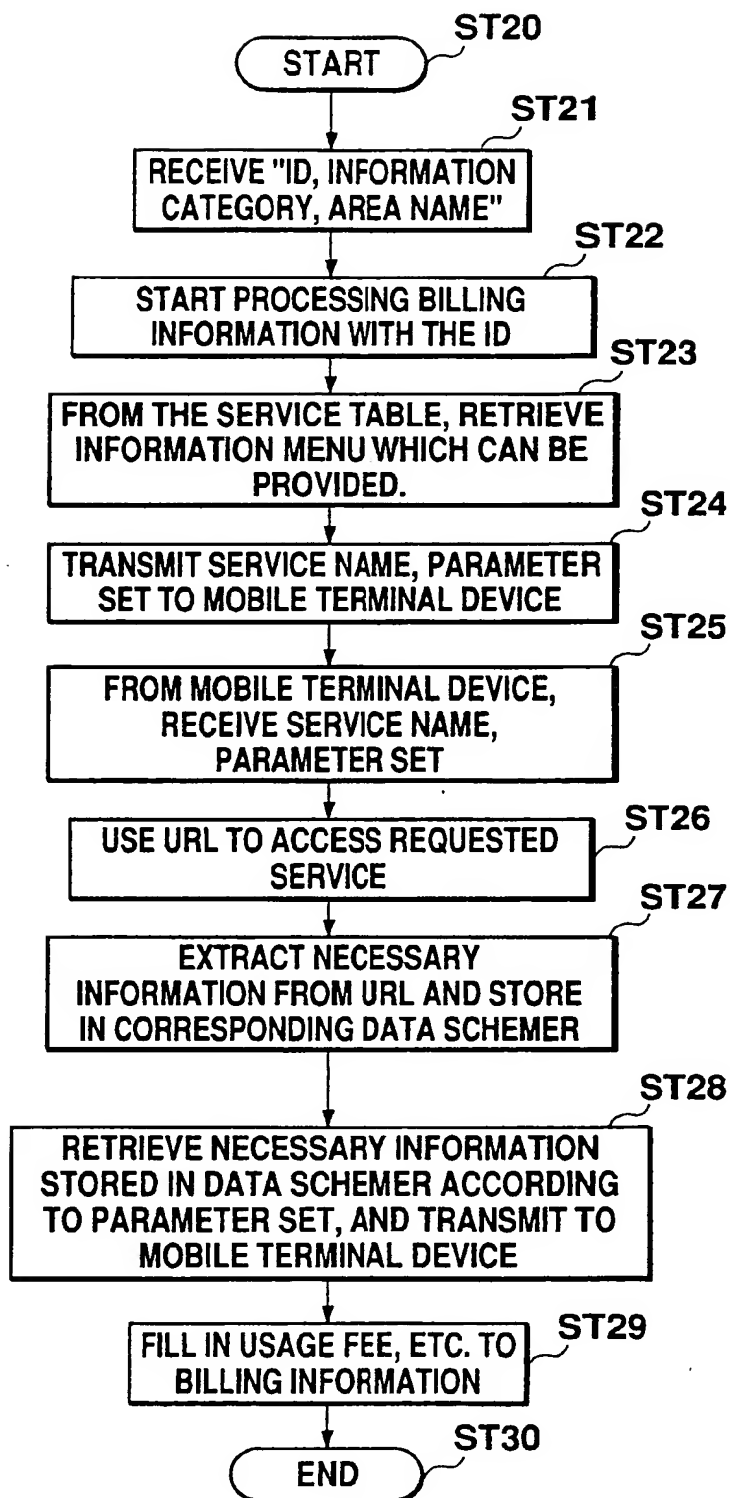 ST20
START
ST21
RECEIVE "ID, INFORMATION
CATEGORY, AREA NAME"
ST22
START PROCESSING BILLING
INFORMATION WITH THE ID
ST23
FROM THE SERVICE TABLE, RETRIEVE
INFORMATION MENU WHICH CAN BE
PROVIDED.
ST24
TRANSMIT SERVICE NAME, PARAMETER
SET TO MOBILE TERMINAL DEVICE
ST25
FROM MOBILE TERMINAL DEVICE,
RECEIVE SERVICE NAME,
PARAMETER SET
ST26
USE URL TO ACCESS REQUESTED
SERVICE
ST27
EXTRACT NECESSARY
INFORMATION FROM URL AND STORE
IN CORRESPONDING DATA SCHEMER
ST28
RETRIEVE NECESSARY INFORMATION
STORED IN DATA SCHEMER ACCORDING
TO PARAMETER SET, AND TRANSMIT TO
MOBILE TERMINAL DEVICE
ST29
FILL IN USAGE FEE, ETC. TO
BILLING INFORMATION
ST30
END